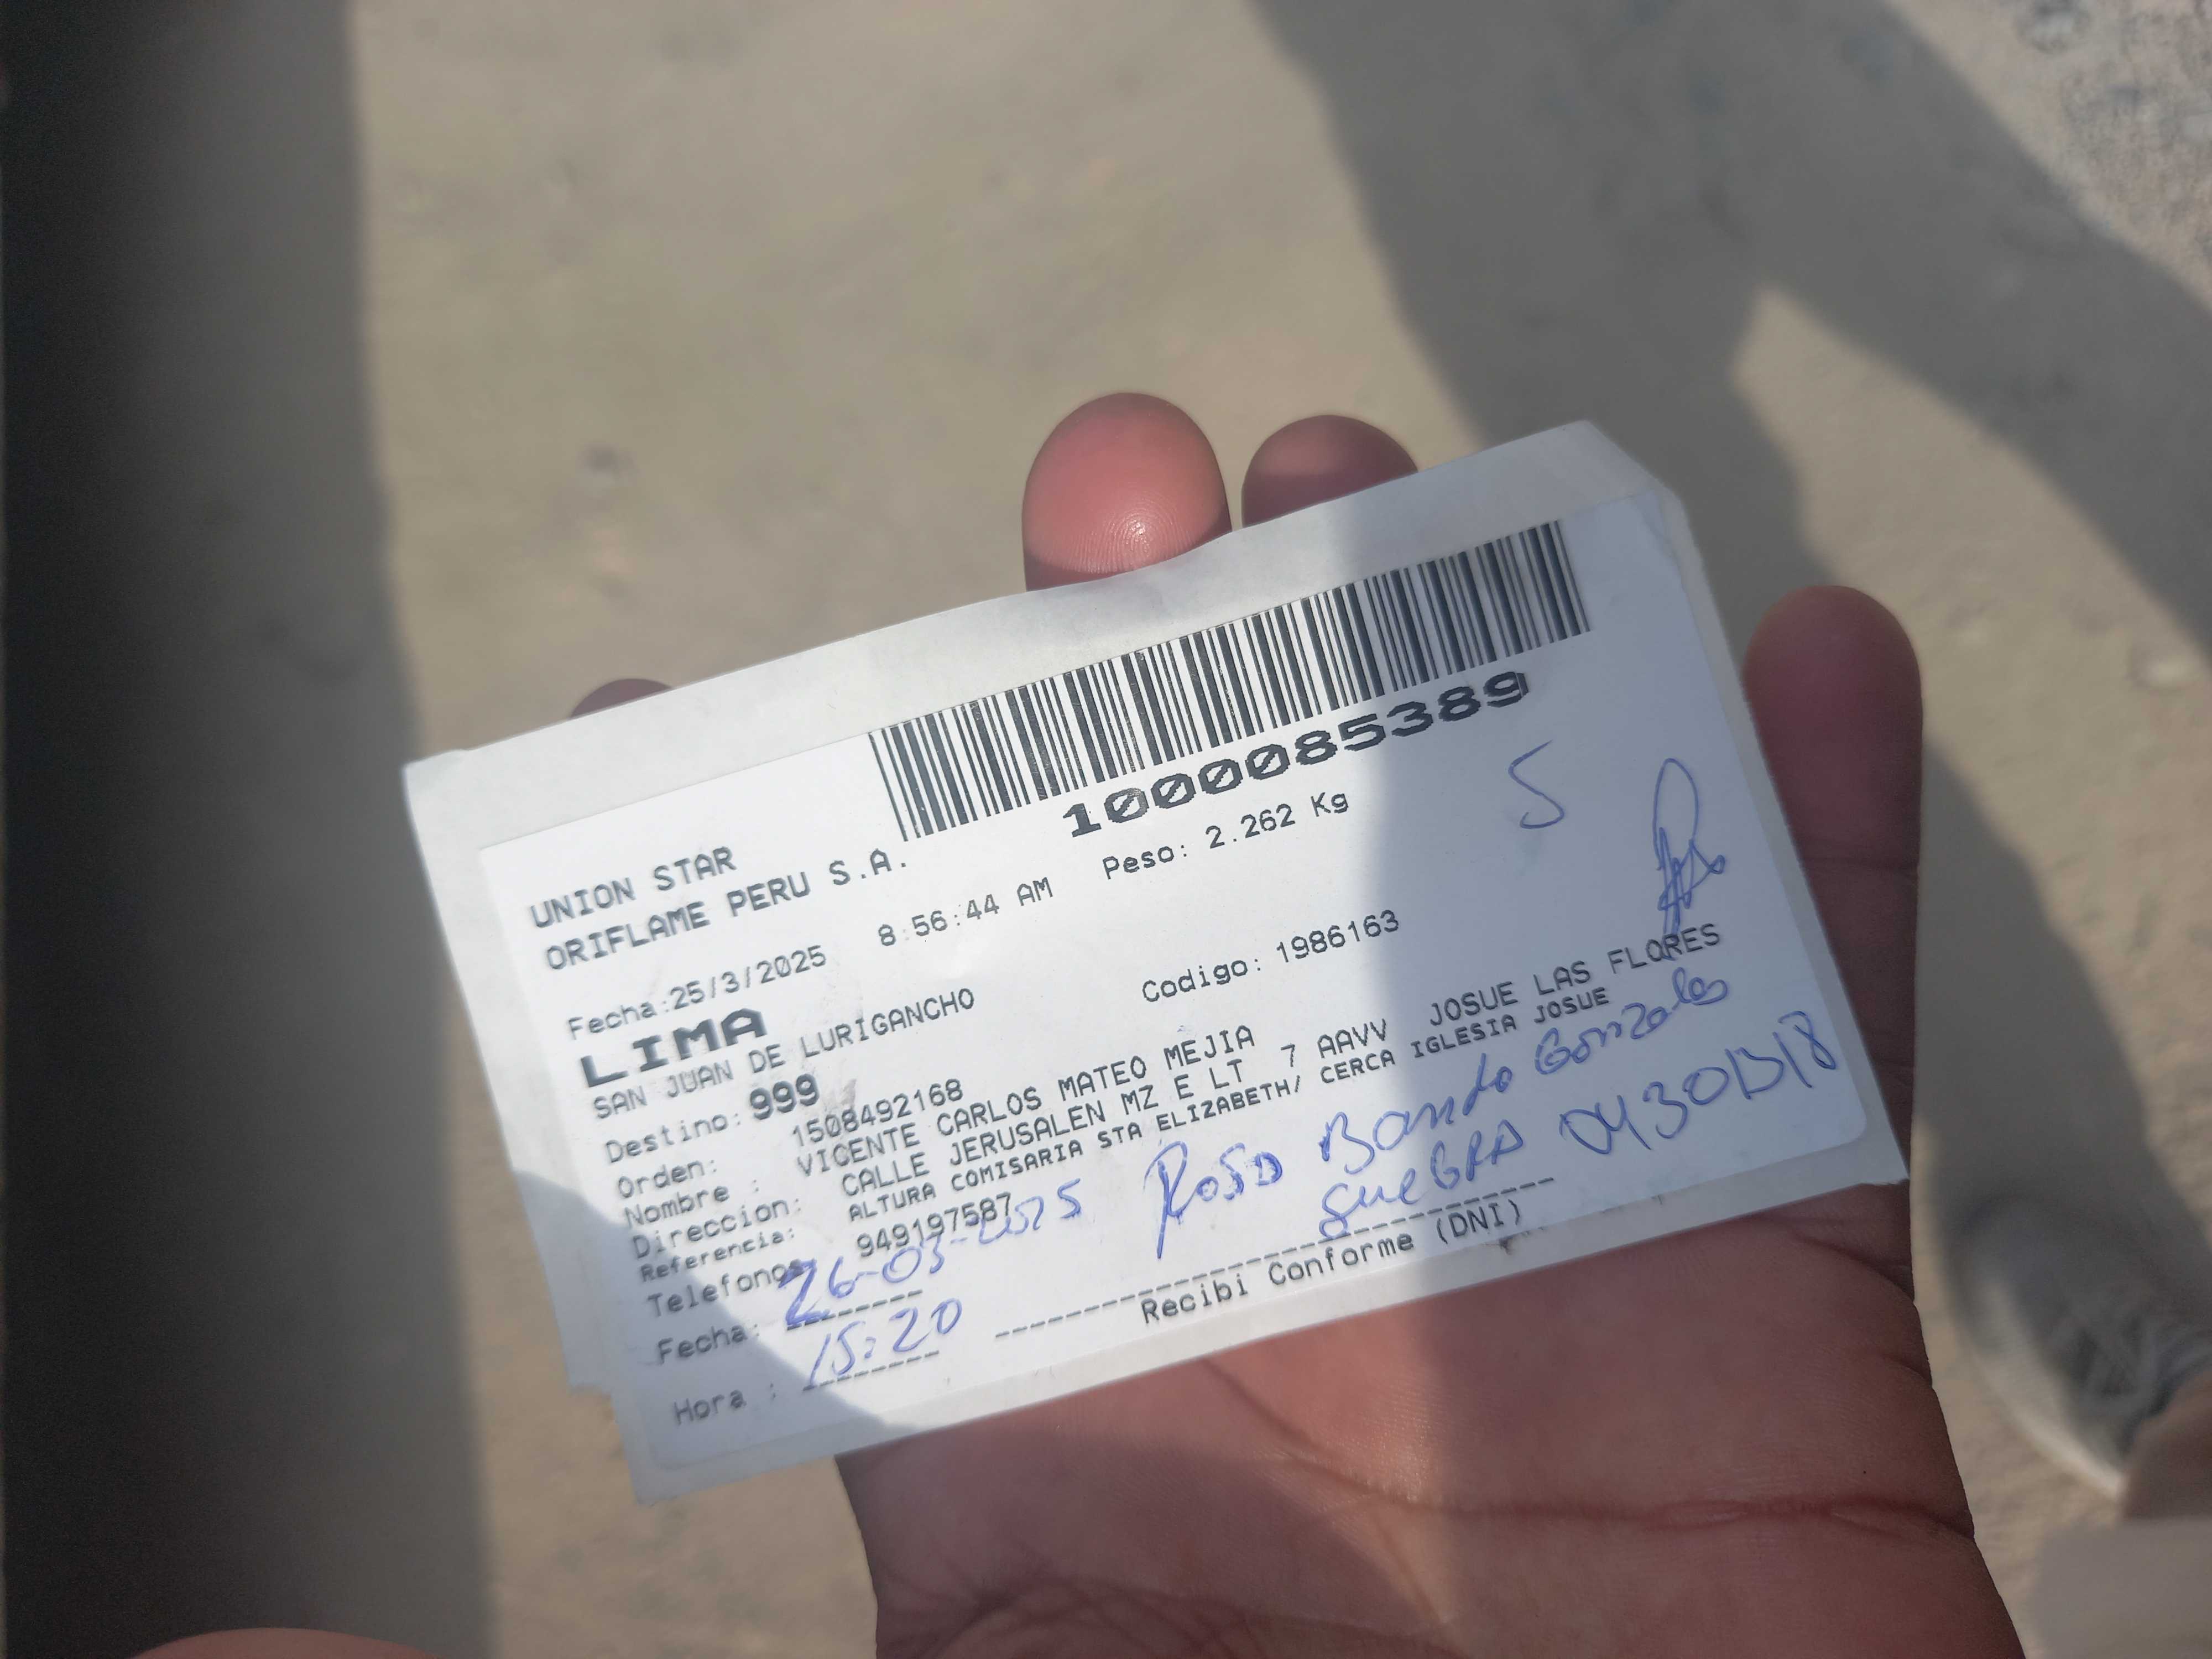 1000085389
UNION STAR
ORIFLAME PERU S.A.
Fecha:25/3/2025 8:56:44 AM Peso: 2.262 Kg
5
LIMA
SAN JUAN DE LURIGANCHO Codigo: 1986163
Destino: 999
Orden: 1508492168
Nombre : VICENTE CARLOS MATEO MEJIA
Direccion: CALLE JERUSALEN MZ E LT 7 AAVV JOSUE LAS FLORES
Referencia: ALTURA COMISARIA STA ELIZABETH/ CERCA IGLESIA JOSUE
Telefonos 949197587
Fecha: 26-03-2025
Hora : 15:20
Gonzales
suegra
Recibi Conforme (DNI)